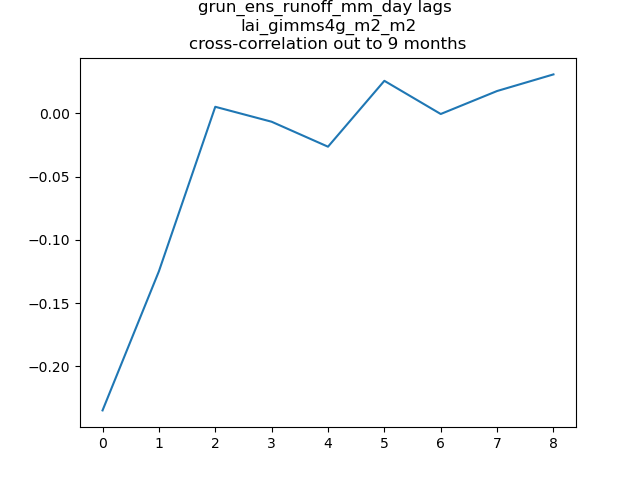 grun_ens_runoff_mm_day lags
lai_gimms4g_m2_m2
cross-correlation out to 9 months
0.00
−0.05
−0.10
−0.15
−0.20
0 1 2 3 4 5 6 7 8